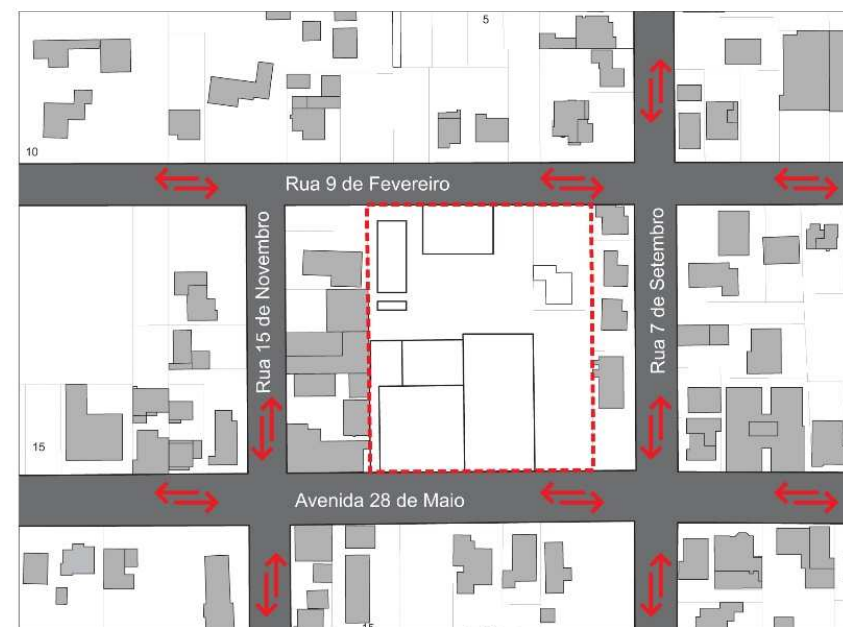 5
10
Rua 9 de Fevereiro
Rua 15 de Novembro
Rua 7 de Setembro
15
Avenida 28 de Maio
15